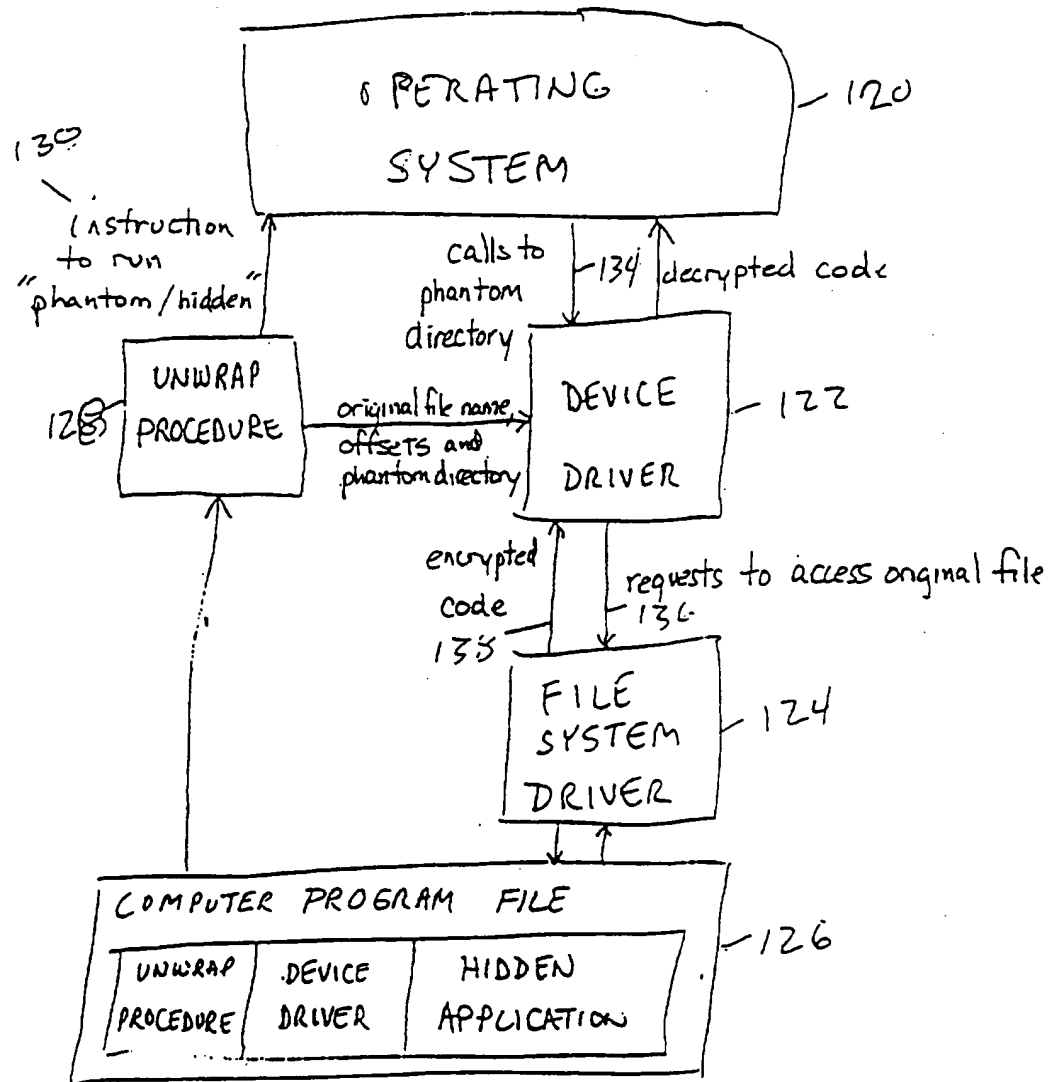 OPERATING
SYSTEM
120
130
instruction
to run
"phantom/hidden"
calls to
phantom
directory
134
decrypted code
UNWRAP
PROCEDURE
128
original file name,
offsets and
phantom directory
DEVICE
DRIVER
122
encrypted
code
138
requests to access original file
136
FILE
SYSTEM
DRIVER
124
COMPUTER PROGRAM FILE
126
UNWRAP
PROCEDURE
DEVICE
DRIVER
HIDDEN
APPLICATION